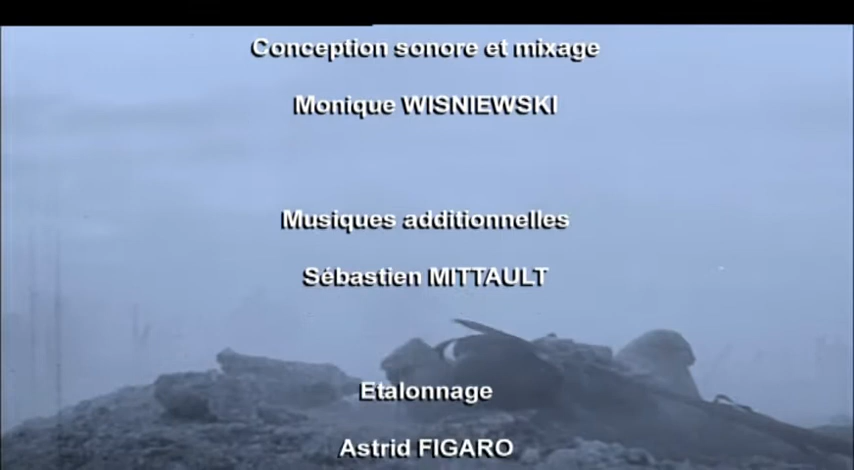 Conception sonore et mixage
Monique WISNIEWSKI
Musiques additionnelles
Sébastien MITTAULT
Etalonnage
Astrid FIGARO